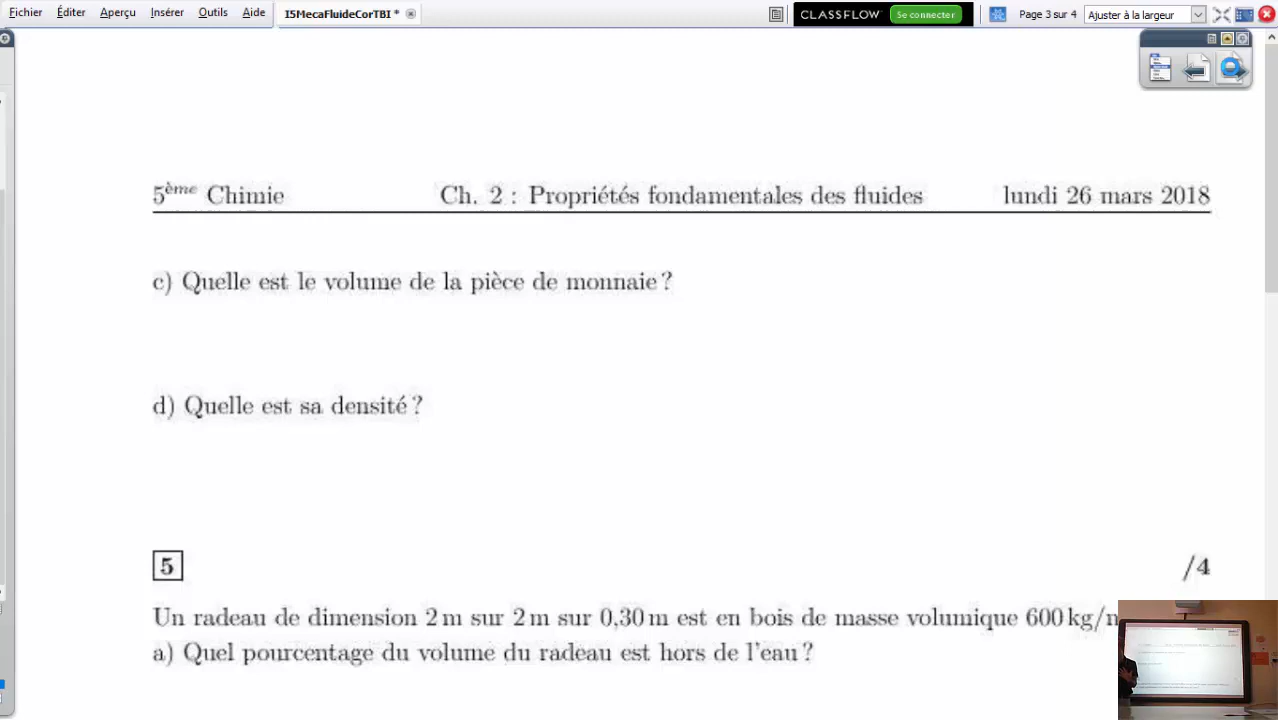 Fichier Éditer Aperçu Insérer Outils Aide I5MecaFluideCorTBI * CLASSFLOW Se connecter Page 3 sur 4 Ajuster à la largeur
5ème Chimie Ch. 2 : Propriétés fondamentales des fluides lundi 26 mars 2018
c) Quelle est le volume de la pièce de monnaie ?
d) Quelle est sa densité ?
5 /4
Un radeau de dimension 2 m sur 2 m sur 0,30 m est en bois de masse volumique 600 kg/
a) Quel pourcentage du volume du radeau est hors de l'eau ?